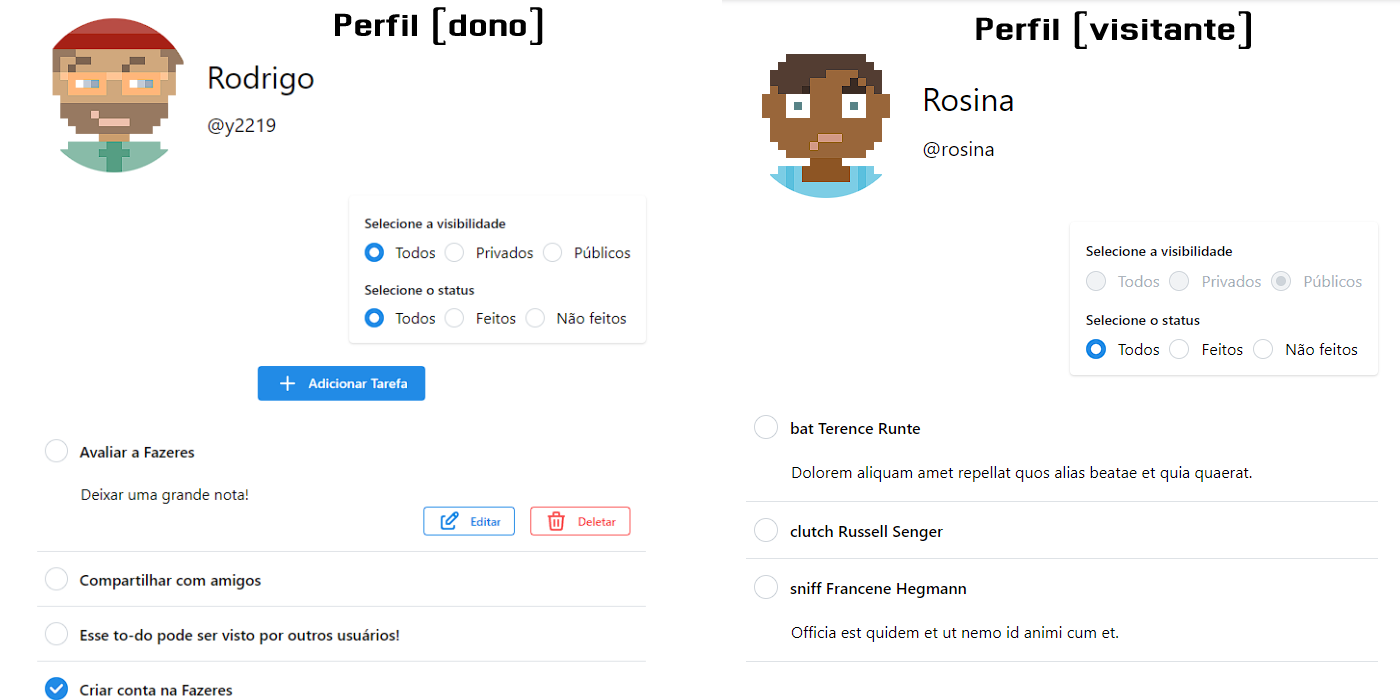 Perfil [dono]
Rodrigo
@y2219
Selecione a visibilidade
Todos Privados Públicos
Selecione o status
Todos Feitos Não feitos
Adicionar Tarefa
Avaliar a Fazeres
Deixar uma grande nota!
Editar Deletar
Compartilhar com amigos
Esse to-do pode ser visto por outros usuários!
Criar conta na Fazeres
Perfil [visitante]
Rosina
@rosina
Selecione a visibilidade
Todos Privados Públicos
Selecione o status
Todos Feitos Não feitos
bat Terence Runte
Dolorem aliquam amet repellat quos alias beatae et quia quaerat.
clutch Russell Senger
sniff Francene Hegmann
Officia est quidem et ut nemo id animi cum et.